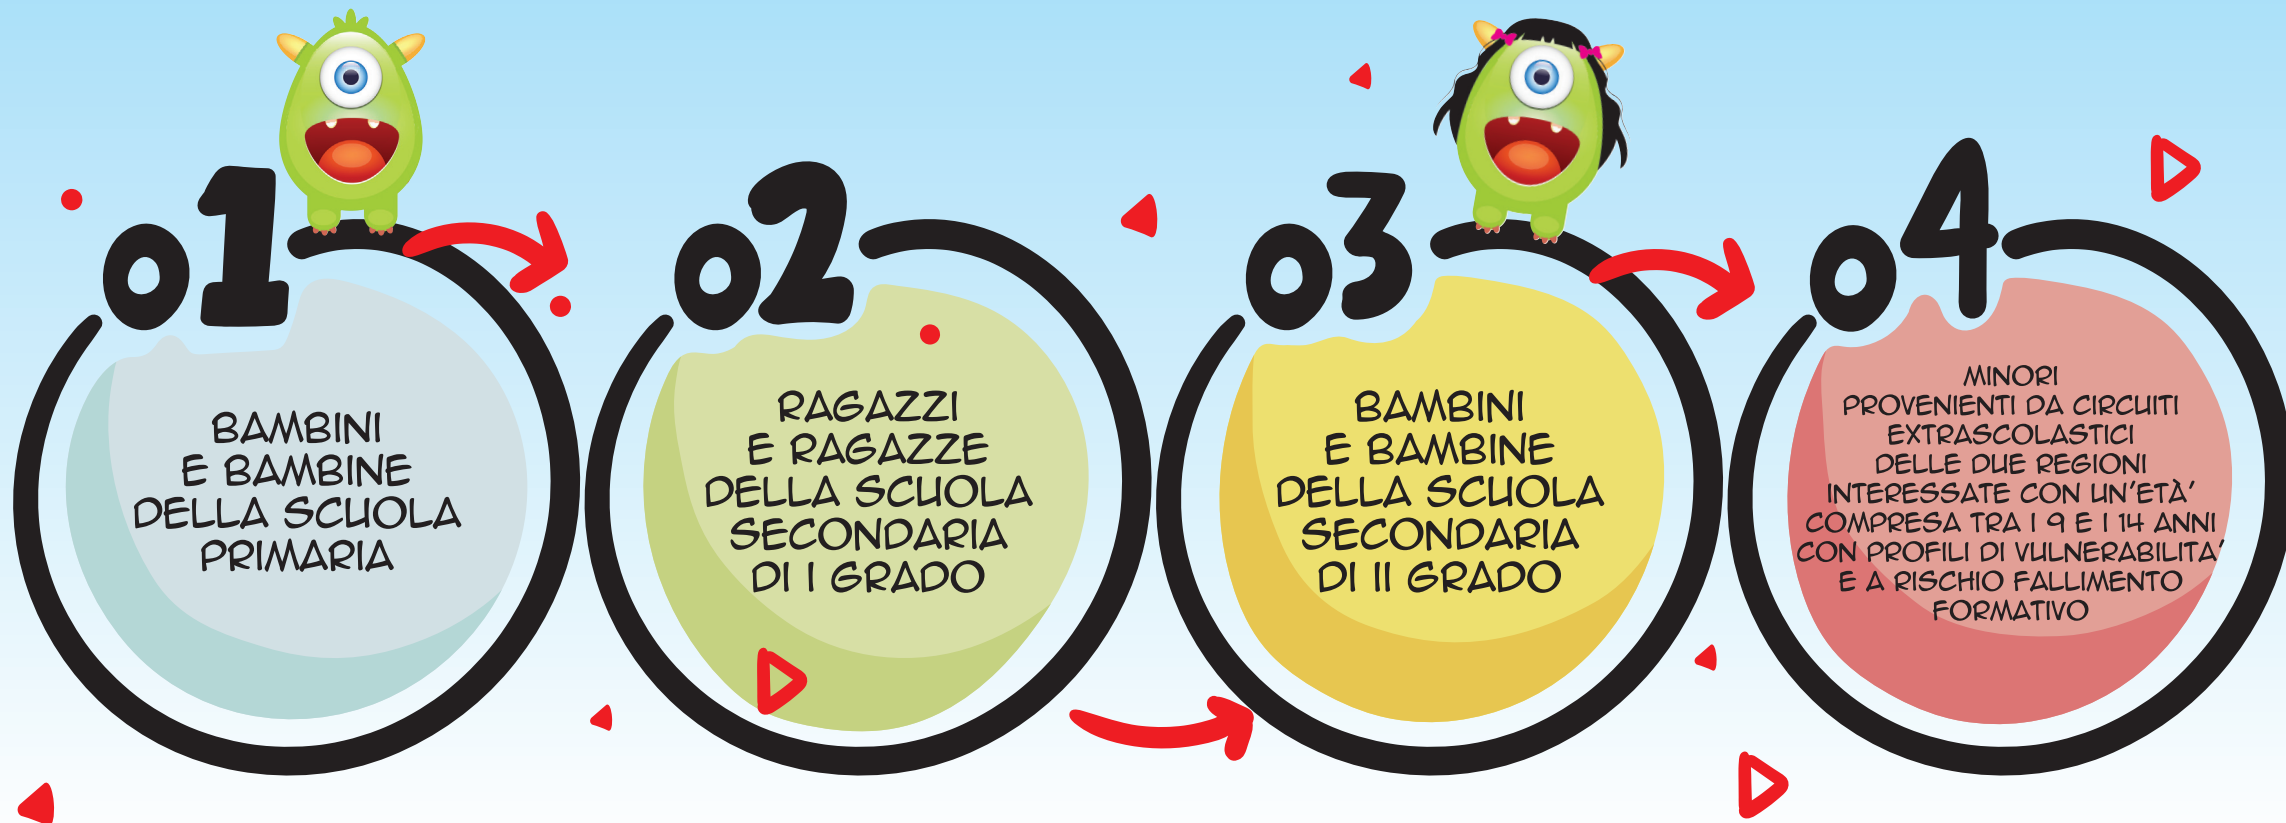 01
BAMBINI
E BAMBINE
DELLA SCUOLA
PRIMARIA
02
RAGAZZI
E RAGAZZE
DELLA SCUOLA
SECONDARIA
DI I GRADO
03
BAMBINI
E BAMBINE
DELLA SCUOLA
SECONDARIA
DI II GRADO
04
MINORI
PROVENIENTI DA CIRCUITI
EXTRASCOLASTICI
DELLE DUE REGIONI
INTERESSATE CON UN'ETÀ'
COMPRESA TRA I 9 E I 14 ANNI
CON PROFILI DI VULNERABILITA'
E A RISCHIO FALLIMENTO
FORMATIVO